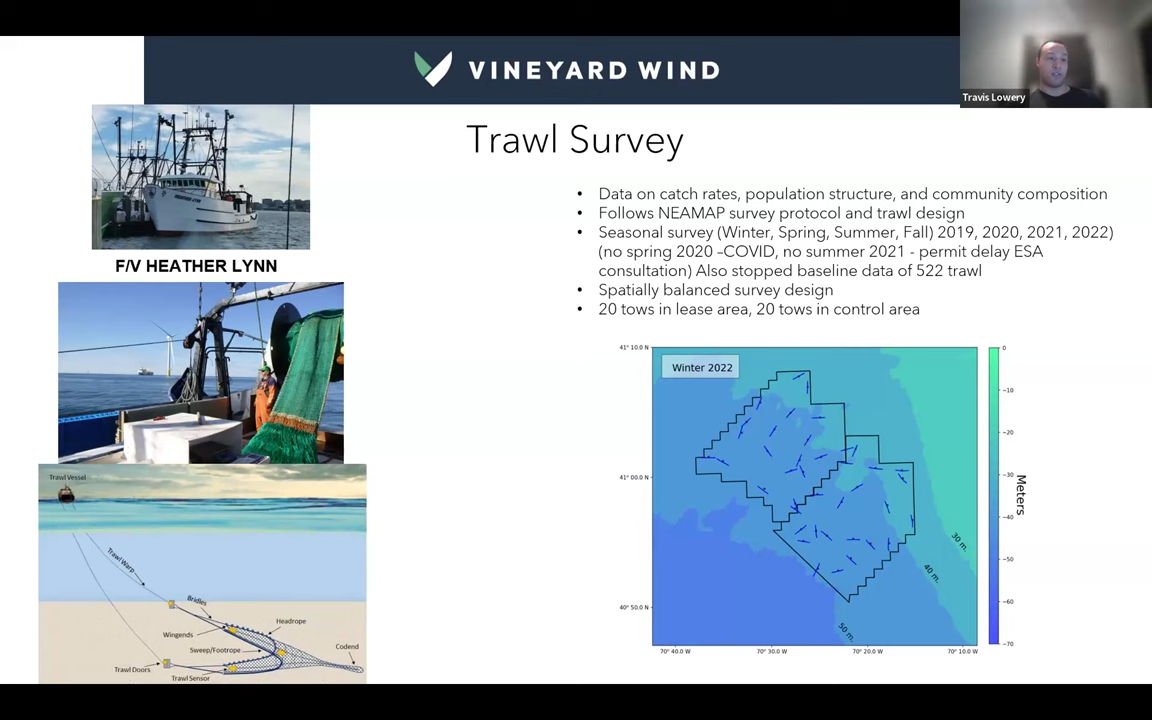 VINEYARD WIND
Travis Lowery
Trawl Survey
F/V HEATHER LYNN
• Data on catch rates, population structure, and community composition
• Follows NEAMAP survey protocol and trawl design
• Seasonal survey (Winter, Spring, Summer, Fall) 2019, 2020, 2021, 2022)
(no spring 2020 –COVID, no summer 2021 - permit delay ESA
consultation) Also stopped baseline data of 522 trawl
• Spatially balanced survey design
• 20 tows in lease area, 20 tows in control area
Trawl Vessel
Trawl Warp
Bridles
Headrope
Wingends
Sweep/Footrope
Codend
Trawl Doors
Trawl Sensor
Winter 2022
41° 10.0 N
41° 00.0 N
40° 50.0 N
70° 40.0 W
70° 30.0 W
70° 20.0 W
70° 10.0 W
30 m.
40 m.
50 m.
0
−10
−20
−30
−40
−50
−60
−70
Meters